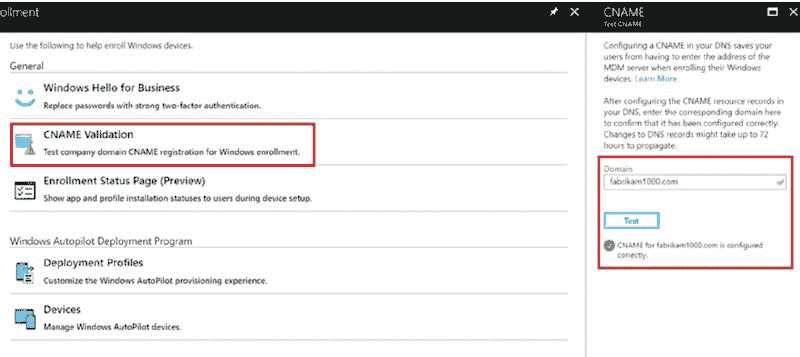 ollment
Use the following to help enroll Windows devices.
General
Windows Hello for Business
Replace passwords with strong two-factor authentication.
CNAME Validation
Test company domain CNAME registration for Windows enrollment.
Enrollment Status Page (Preview)
Show app and profile installation statuses to users during device setup.
Windows Autopilot Deployment Program
Deployment Profiles
Customize the Windows AutoPilot provisioning experience.
Devices
Manage Windows AutoPilot devices.
CNAME
Test CNAME
Configuring a CNAME in your DNS saves your
users from having to enter the address of the
MDM server when enrolling their Windows
devices. Learn More.
After configuring the CNAME resource records in
your DNS, enter the corresponding domain here
to confirm that it has been configured correctly.
Changes to DNS records might take up to 72
hours to propagate.
Domain
fabrikam1000.com
Test
CNAME for fabrikam1000.com is configured
correctly.